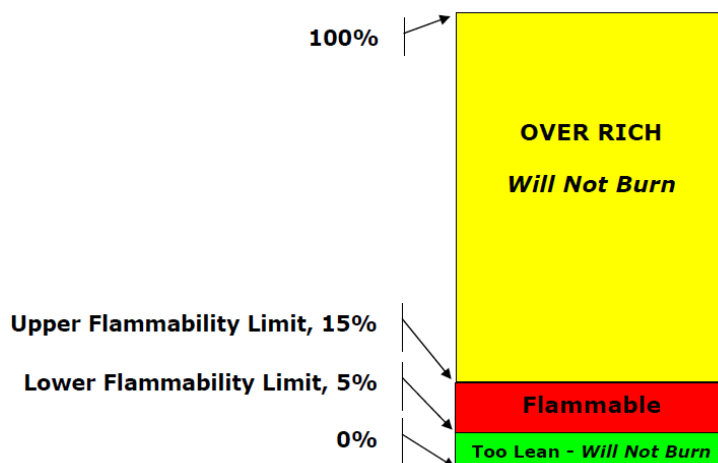 100%
OVER RICH
Will Not Burn
Upper Flammability Limit, 15%
Lower Flammability Limit, 5%
Flammable
0%
Too Lean - Will Not Burn